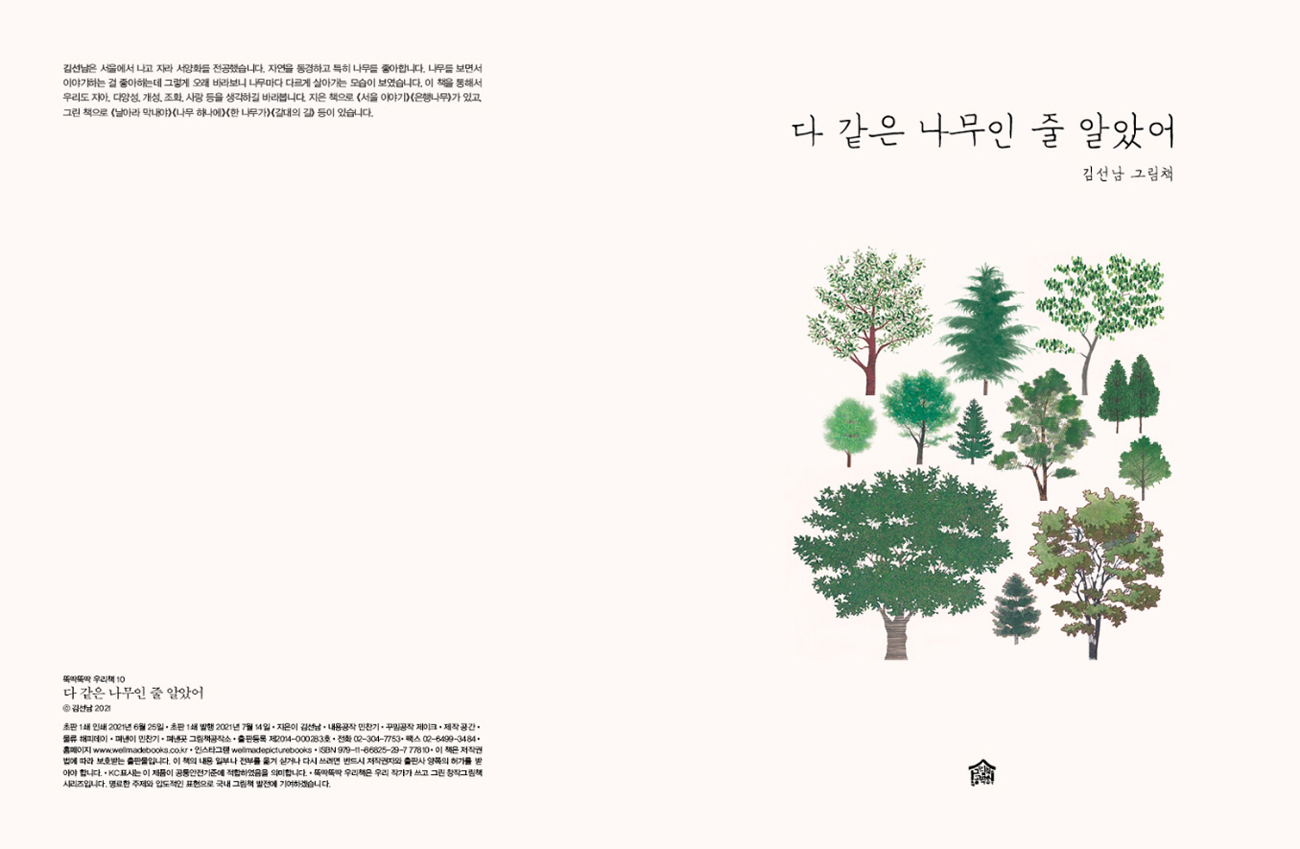 김선남은 서울에서 나고 자라 서양화를 전공했습니다. 자연을 동경하고 특히 나무를 좋아합니다. 나무를 보면서
이야기하는 걸 좋아하는데 그렇게 오래 바라보니 나무마다 다르게 살아가는 모습이 보였습니다. 이 책을 통해서
우리도 자아, 다양성, 개성, 조화, 사랑 등을 생각하길 바라봅니다. 지은 책으로 《서울 이야기》《은행나무》가 있고,
그린 책으로 《날아라 막내야》《나무 하나에》《한 나무가》《갈대의 길》 등이 있습니다.
뚝딱뚝딱 우리책 10
다 같은 나무인 줄 알았어
ⓒ 김선남 2021
초판 1쇄 인쇄 2021년 6월 25일 • 초판 1쇄 발행 2021년 7월 14일 • 지은이 김선남 • 내용공작 민찬기 • 꾸밈공작 제이크 • 제작 공간 •
물류 해피데이 • 펴낸이 민찬기 • 펴낸곳 그림책공작소 • 출판등록 제2014-000283호 • 전화 02-304-7753 • 팩스 02-6499-3484 •
홈페이지 www.wellmadebooks.co.kr • 인스타그램 wellmadepicturebooks • ISBN 979-11-86825-29-7 77810 • 이 책은 저작권
법에 따라 보호받는 출판물입니다. 이 책의 내용 일부나 전부를 옮겨 싣거나 다시 쓰려면 반드시 저작권자와 출판사 양쪽의 허가를 받
아야 합니다. • KC표시는 이 제품이 공통안전기준에 적합하였음을 의미합니다. • 뚝딱뚝딱 우리책은 우리 작가가 쓰고 그린 창작그림책
시리즈입니다. 명료한 주제와 압도적인 표현으로 국내 그림책 발전에 기여하겠습니다.
다 같은 나무인 줄 알았어
김선남 그림책